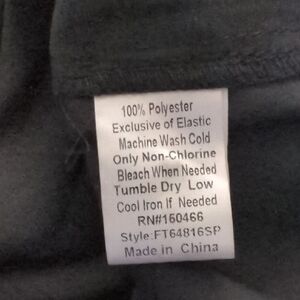 100% Polyester
Exclusive of Elastic
Machine Wash Cold
Only Non-Chlorine
Bleach When Needed
Tumble Dry Low
Cool Iron If Needed
RN#160466
Style:FT64816SP
Made in China